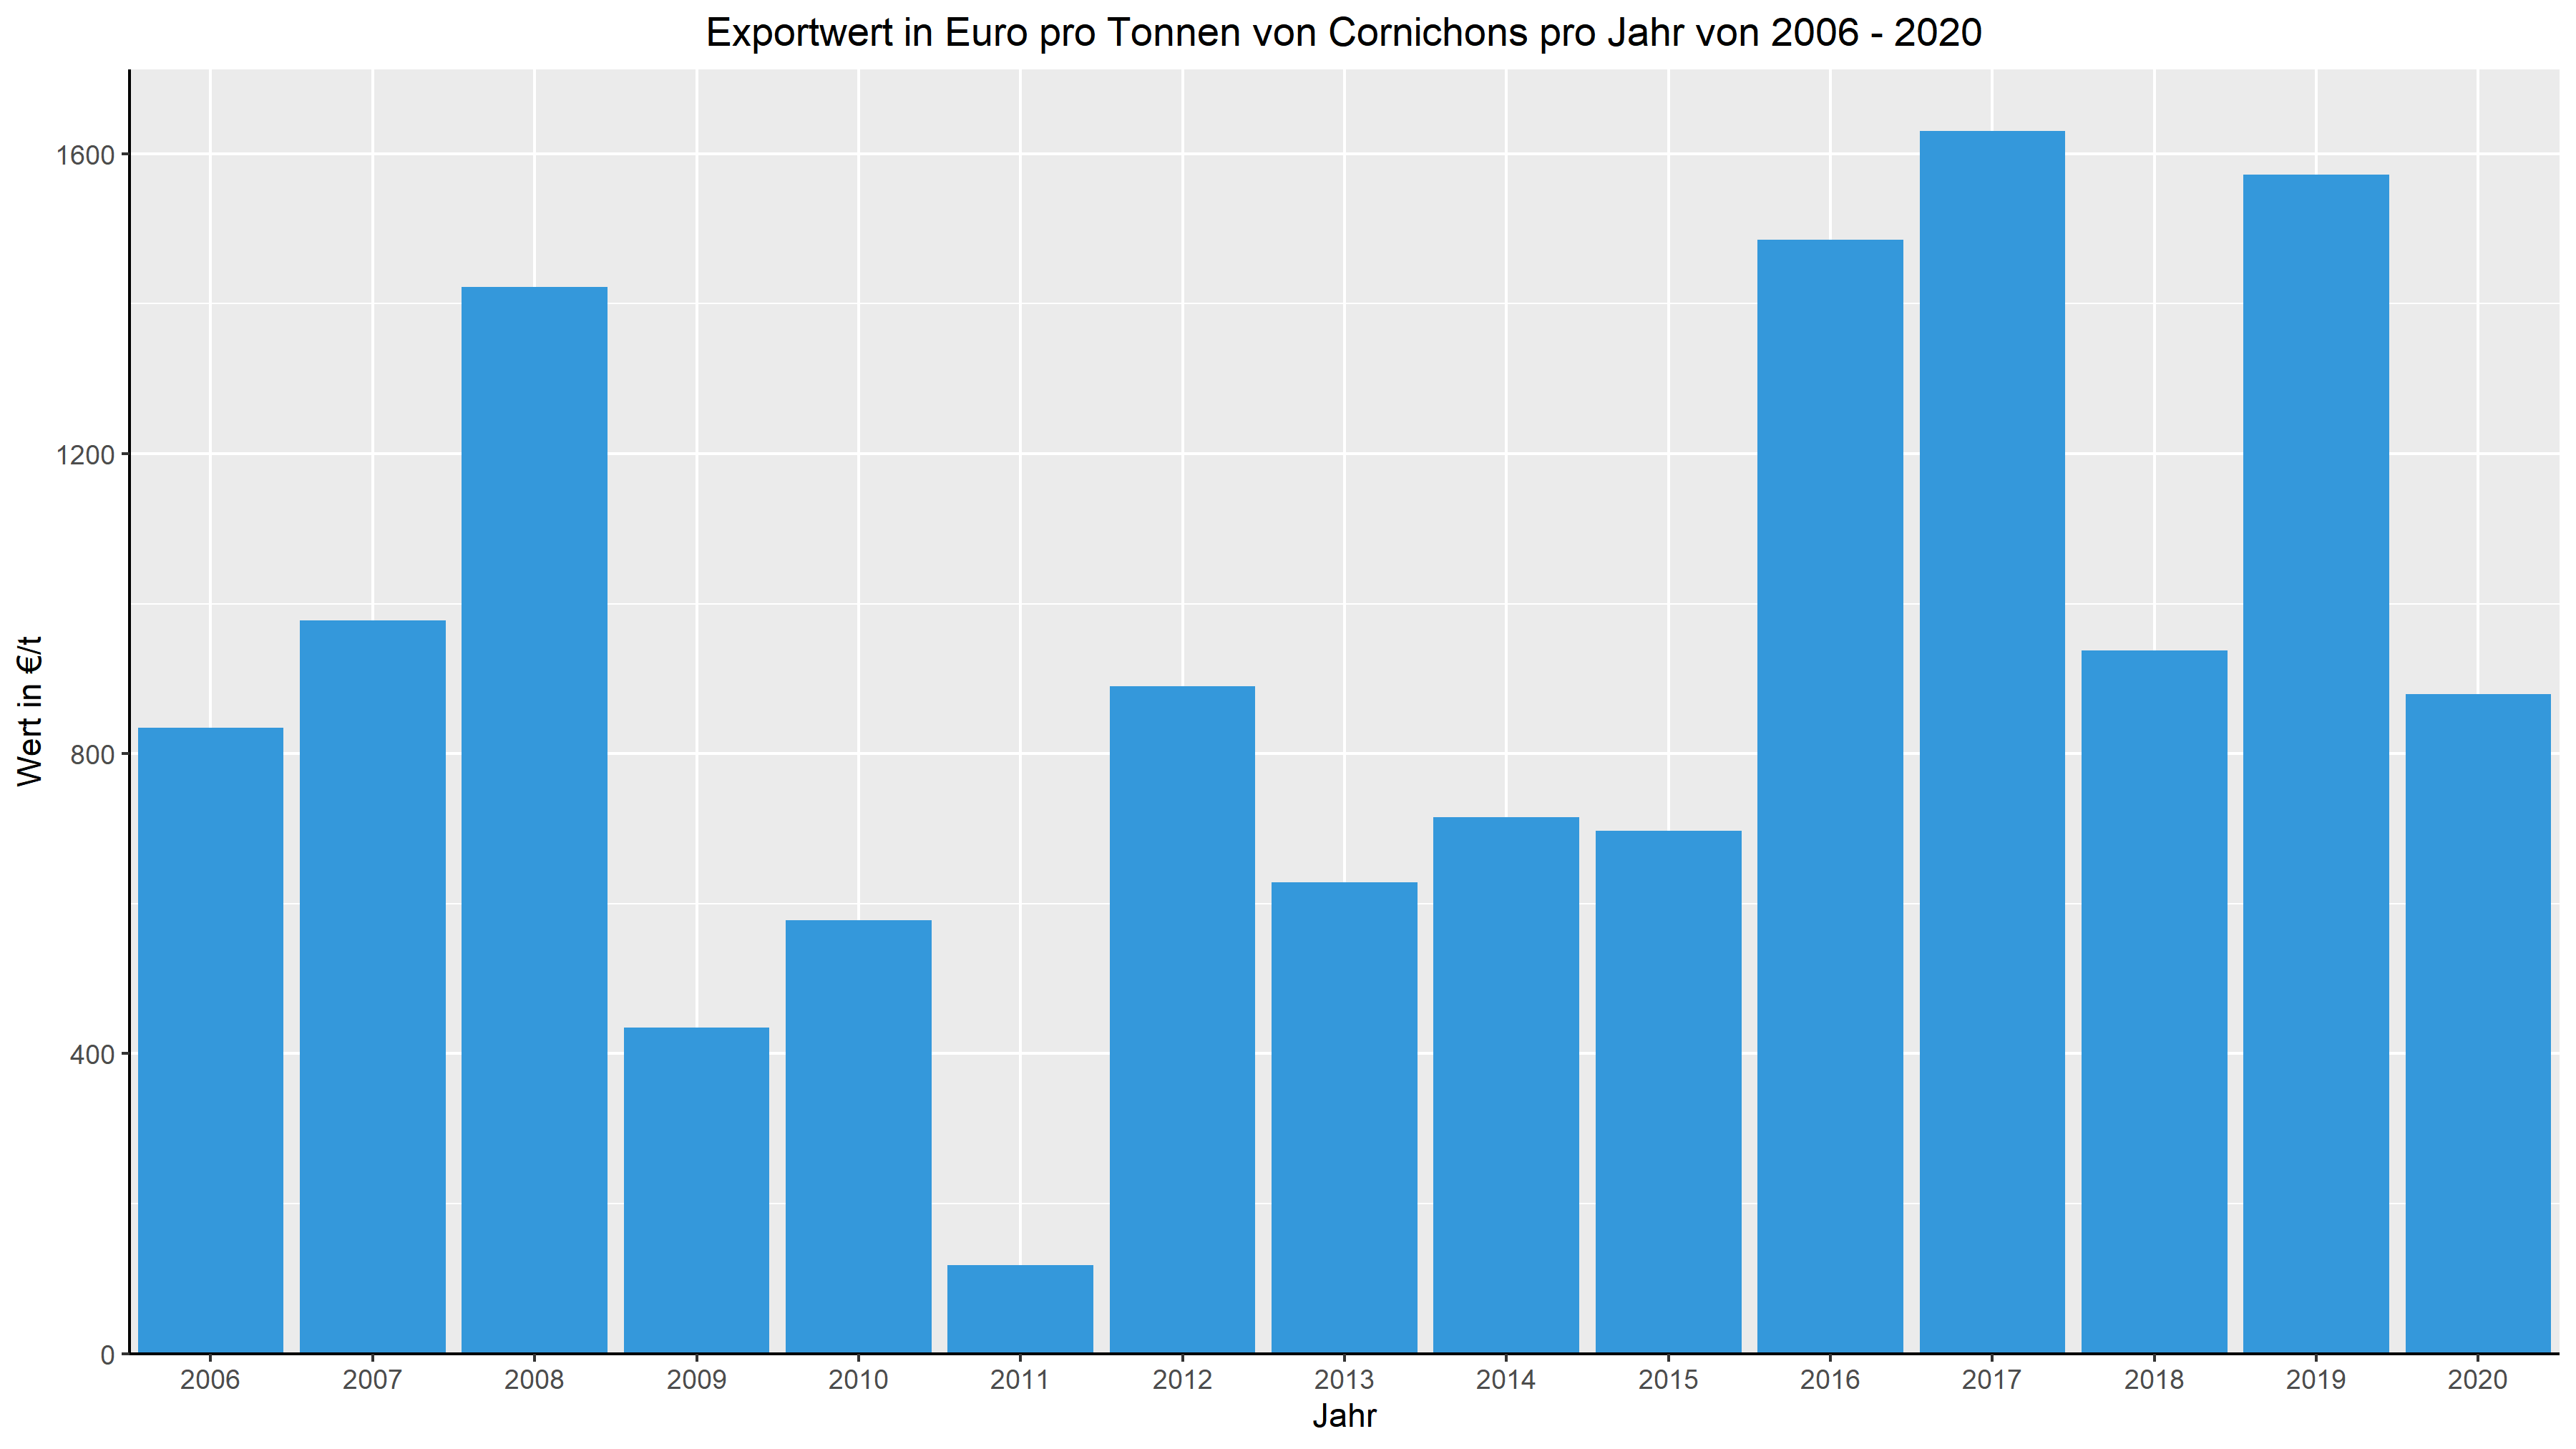 Exportwert in Euro pro Tonnen von Cornichons pro Jahr von 2006 - 2020
Wert in €/t
1600
1200
800
400
0
2006 2007 2008 2009 2010 2011 2012 2013 2014 2015 2016 2017 2018 2019 2020
Jahr